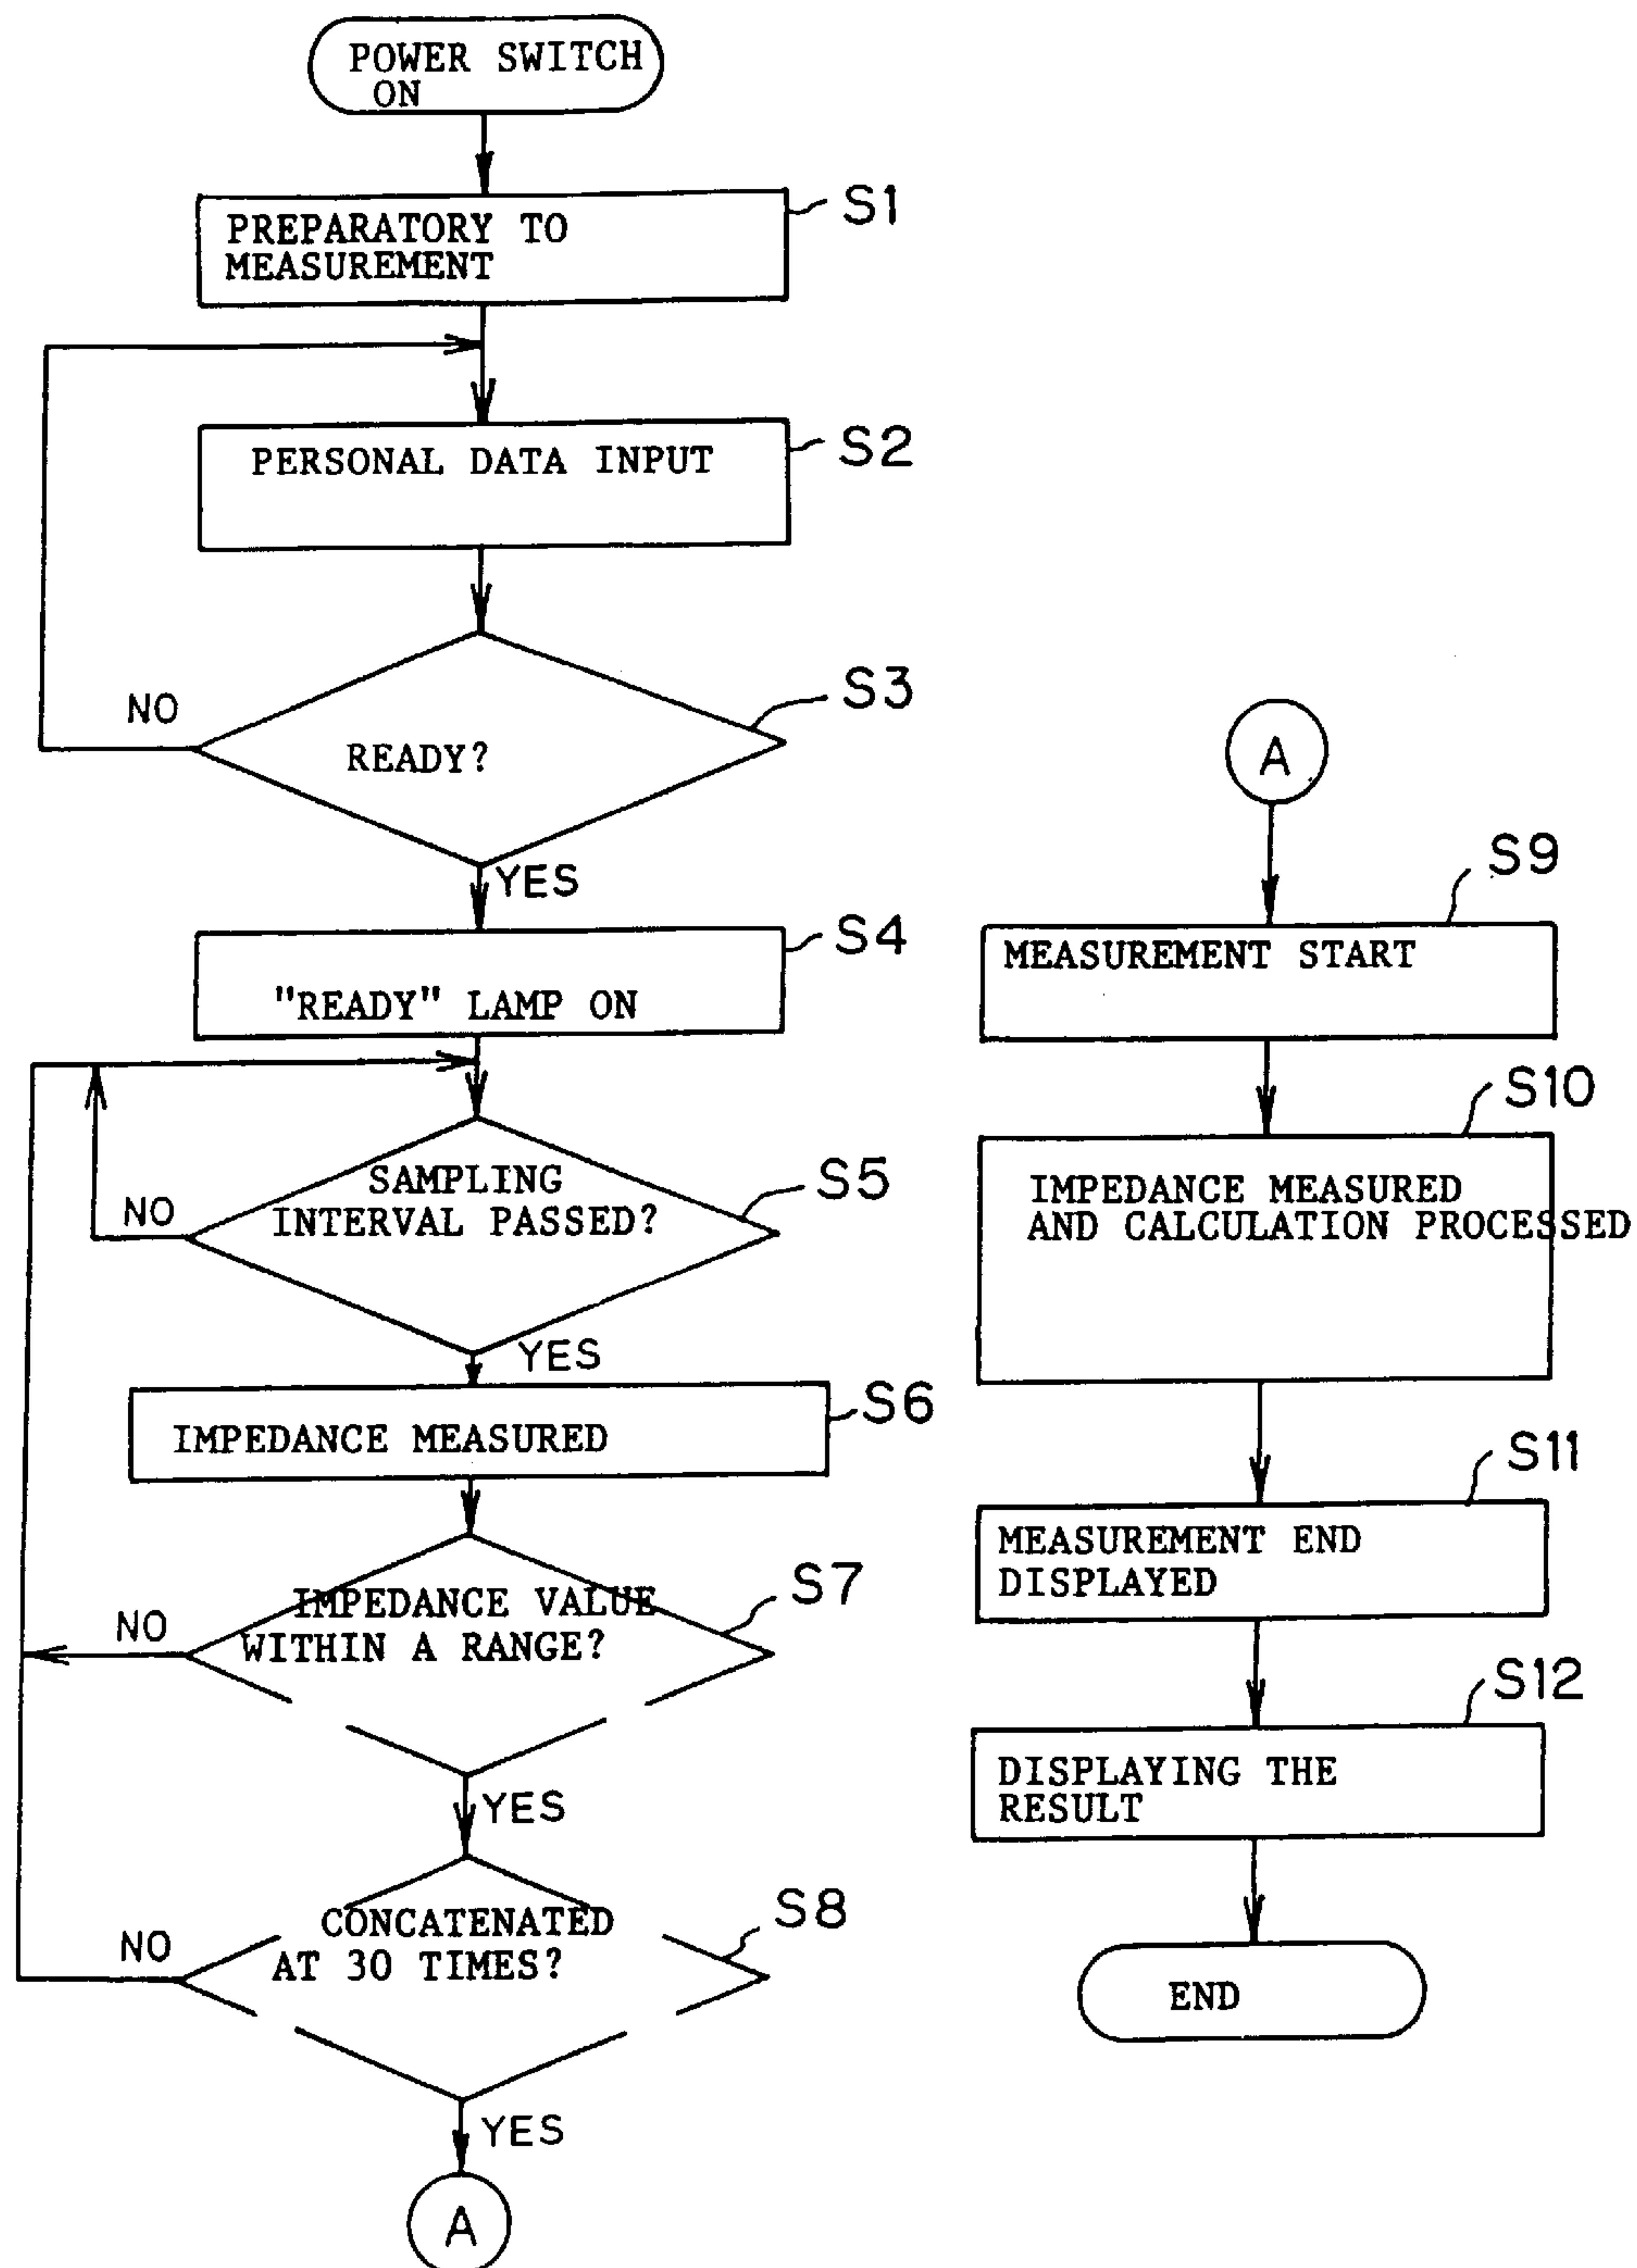 POWER SWITCH
ON
S1
PREPARATORY TO
MEASUREMENT
S2
PERSONAL DATA INPUT
S3
NO
READY?
YES
S4
"READY" LAMP ON
S5
SAMPLING
NO
INTERVAL PASSED?
YES
S6
IMPEDANCE MEASURED
S7
IMPEDANCE VALUE
NO
WITHIN A RANGE?
YES
S8
CONCATENATED
NO
AT 30 TIMES?
YES
A
A
S9
MEASUREMENT START
S10
IMPEDANCE MEASURED
AND CALCULATION PROCESSED
S11
MEASUREMENT END
DISPLAYED
S12
DISPLAYING THE
RESULT
END